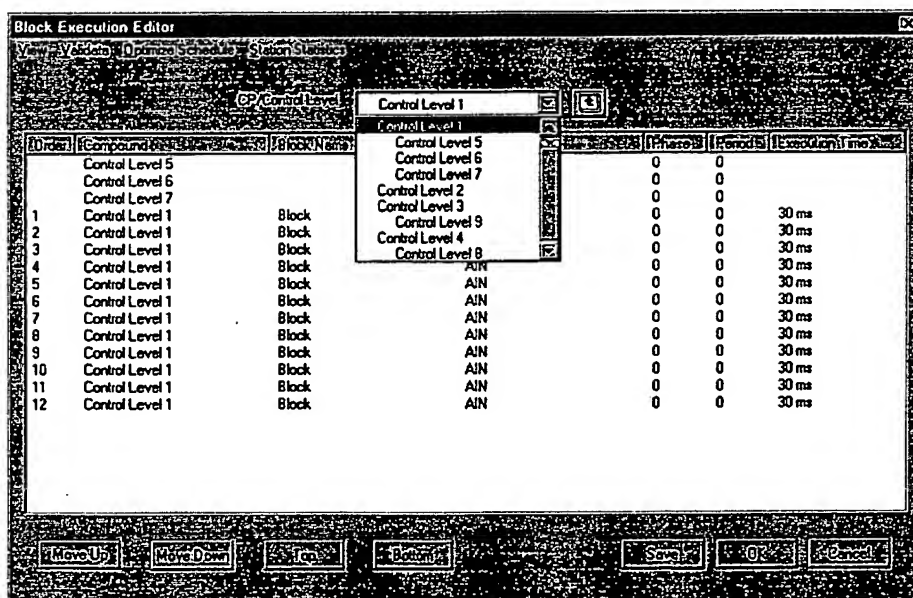 Block Execution Editor
View Validate Optimize Schedule Station Statistics
CP/Control Level Control Level 1
Control Level 1
Control Level 5
Control Level 6
Control Level 7
Control Level 2
Control Level 3
Control Level 9
Control Level 4
Control Level 8
Order Compound Block Name Phase Period Execution Time
Control Level 5 0 0
Control Level 6 0 0
Control Level 7 0 0
1 Control Level 1 Block 0 0 30 ms
2 Control Level 1 Block 0 0 30 ms
3 Control Level 1 Block 0 0 30 ms
4 Control Level 1 Block AIN 0 0 30 ms
5 Control Level 1 Block AIN 0 0 30 ms
6 Control Level 1 Block AIN 0 0 30 ms
7 Control Level 1 Block AIN 0 0 30 ms
8 Control Level 1 Block AIN 0 0 30 ms
9 Control Level 1 Block AIN 0 0 30 ms
10 Control Level 1 Block AIN 0 0 30 ms
11 Control Level 1 Block AIN 0 0 30 ms
12 Control Level 1 Block AIN 0 0 30 ms
Move Up Move Down Top Bottom Save OK Cancel